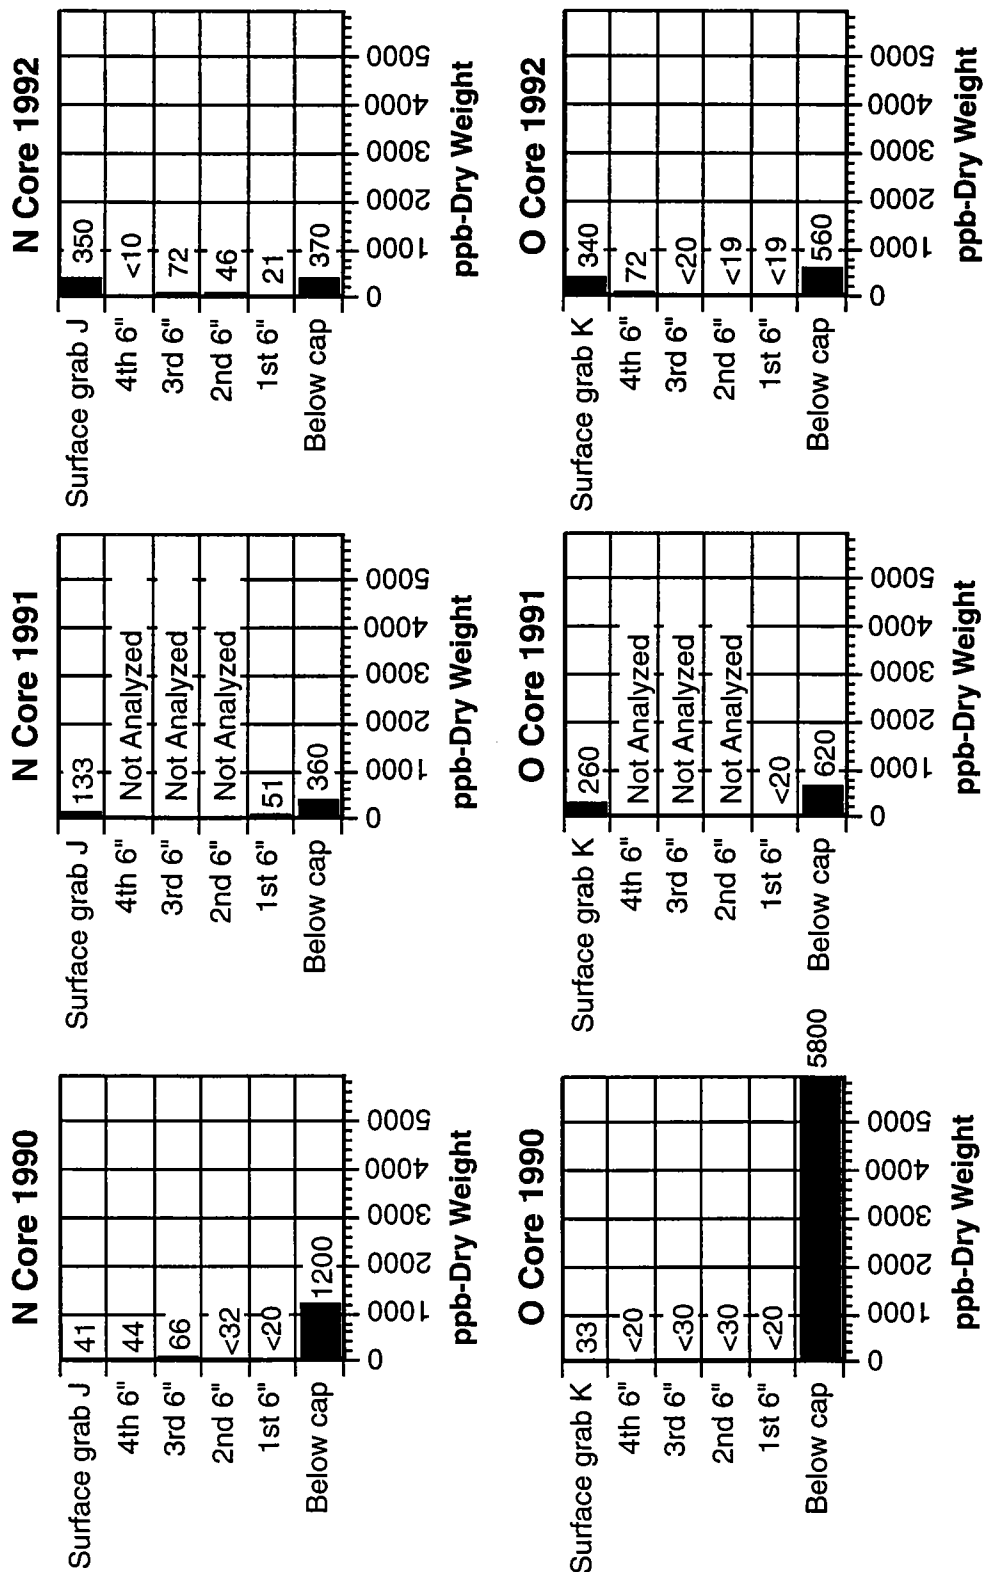 N Core 1992
Surface grab J 350
4th 6" <10
3rd 6" 72
2nd 6" 46
1st 6" 21
Below cap 370
0 1000 2000 3000 4000 5000
ppb-Dry Weight
O Core 1992
Surface grab K 340
4th 6" 72
3rd 6" <20
2nd 6" <19
1st 6" <19
Below cap 560
0 1000 2000 3000 4000 5000
ppb-Dry Weight
N Core 1991
Surface grab J 133
4th 6" Not Analyzed
3rd 6" Not Analyzed
2nd 6" Not Analyzed
1st 6" 51
Below cap 360
0 1000 2000 3000 4000 5000
ppb-Dry Weight
O Core 1991
Surface grab K 260
4th 6" Not Analyzed
3rd 6" Not Analyzed
2nd 6" Not Analyzed
1st 6" <20
Below cap 620
0 1000 2000 3000 4000 5000
ppb-Dry Weight
N Core 1990
Surface grab J 41
4th 6" 44
3rd 6" 66
2nd 6" <32
1st 6" <20
Below cap 1200
0 1000 2000 3000 4000 5000
ppb-Dry Weight
O Core 1990
Surface grab K 33
4th 6" <20
3rd 6" <30
2nd 6" <30
1st 6" <20
Below cap 5800
0 1000 2000 3000 4000 5000
ppb-Dry Weight